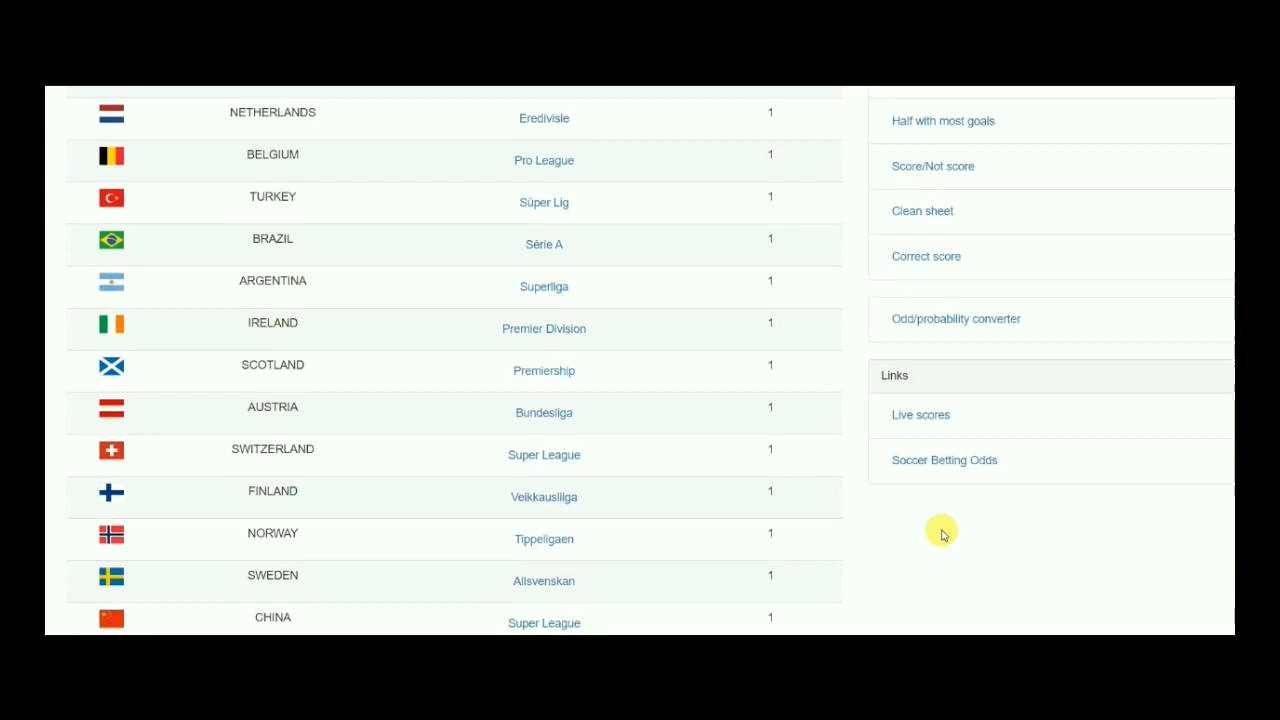 NETHERLANDS Eredivisie 1
BELGIUM Pro League 1
TURKEY Süper Lig 1
BRAZIL Série A 1
ARGENTINA Superliga 1
IRELAND Premier Division 1
SCOTLAND Premiership 1
AUSTRIA Bundesliga 1
SWITZERLAND Super League 1
FINLAND Veikkausliiga 1
NORWAY Tippeligaen 1
SWEDEN Allsvenskan 1
CHINA Super League 1
Half with most goals
Score/Not score
Clean sheet
Correct score
Odd/probability converter
Links
Live scores
Soccer Betting Odds